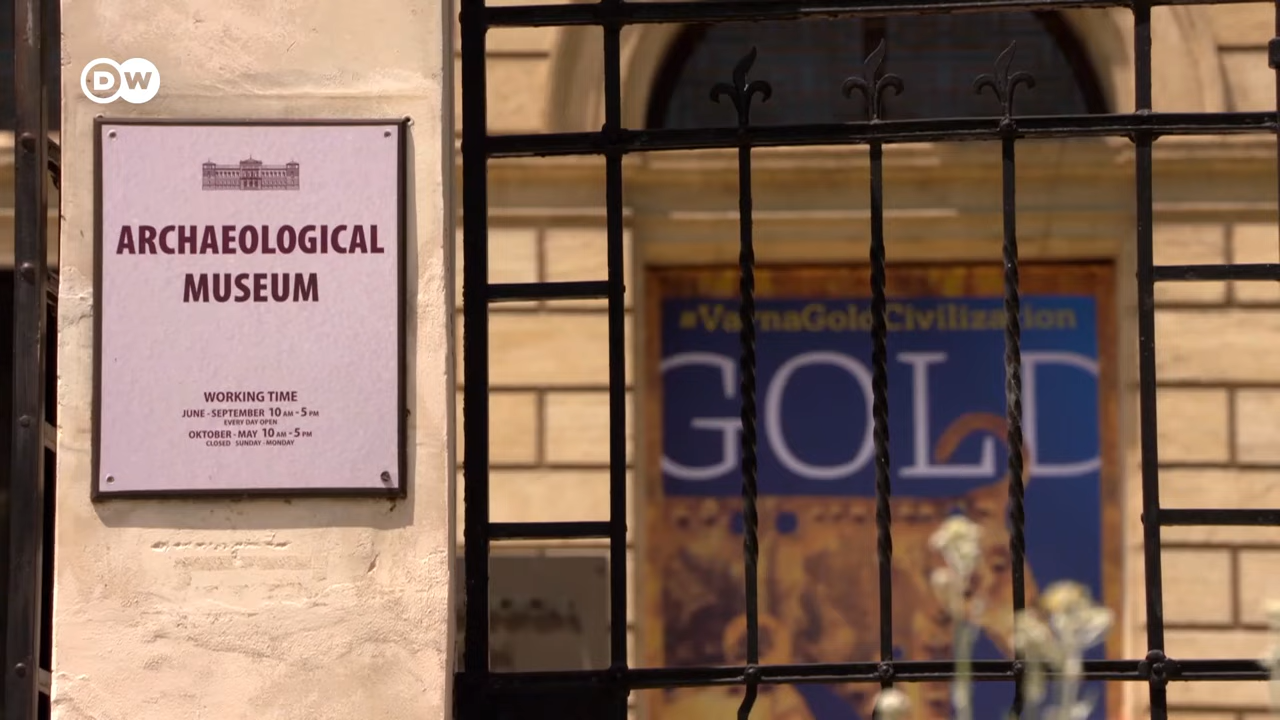 DW
ARCHAEOLOGICAL
MUSEUM
WORKING TIME
JUNE - SEPTEMBER 10 AM - 5 PM
EVERY DAY OPEN
OKTOBER - MAY 10 AM - 5 PM
CLOSED SUNDAY - MONDAY
#VarnaGoldCivilization
GOLD